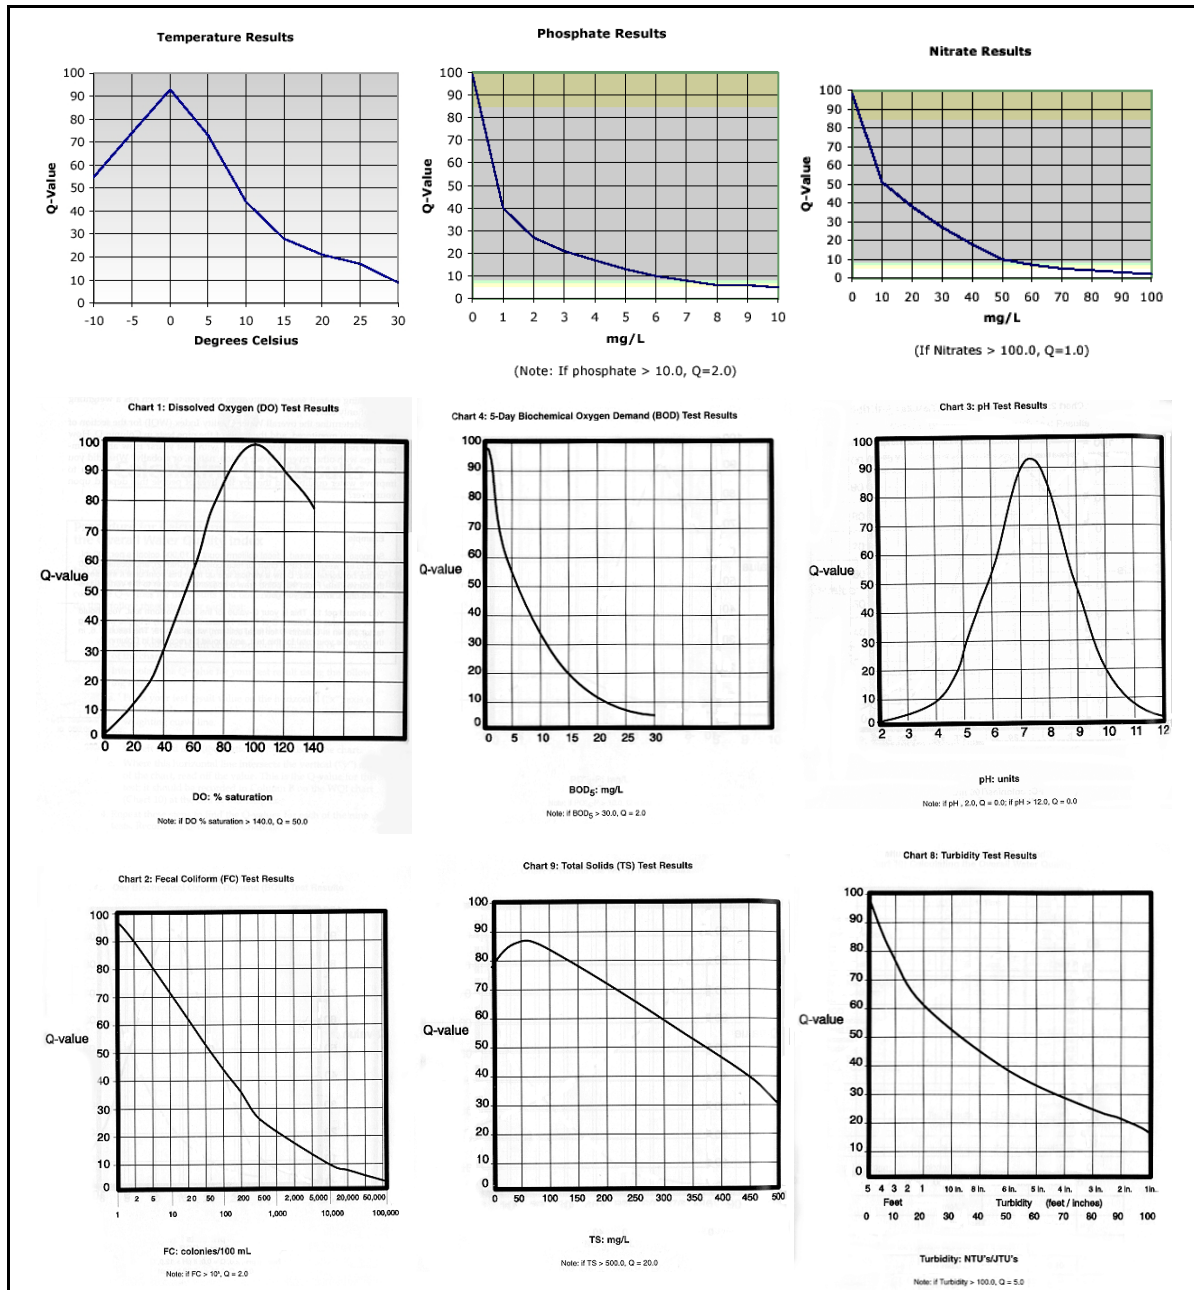 Temperature Results
Q-Value
100
90
80
70
60
50
40
30
20
10
0
-10 -5 0 5 10 15 20 25 30
Degrees Celsius
Phosphate Results
Q-Value
100
90
80
70
60
50
40
30
20
10
0
0 1 2 3 4 5 6 7 8 9 10
mg/L
(Note: If phosphate > 10.0, Q=2.0)
Nitrate Results
Q-Value
100
90
80
70
60
50
40
30
20
10
0
0 10 20 30 40 50 60 70 80 90 100
mg/L
(If Nitrates > 100.0, Q=1.0)
Chart 1: Dissolved Oxygen (DO) Test Results
Q-value
100
90
80
70
60
50
40
30
20
10
0
0 20 40 60 80 100 120 140
DO: % saturation
Note: if DO % saturation > 140.0, Q = 50.0
Chart 4: 5-Day Biochemical Oxygen Demand (BOD) Test Results
Q-value
100
90
80
70
60
50
40
30
20
10
0
0 5 10 15 20 25 30
BOD5: mg/L
Note: if BOD5 > 30.0, Q = 2.0
Chart 3: pH Test Results
Q-value
100
90
80
70
60
50
40
30
20
10
0
2 3 4 5 6 7 8 9 10 11 12
pH: units
Note: if pH , 2.0, Q = 0.0; if pH > 12.0, Q = 0.0
Chart 2: Fecal Coliform (FC) Test Results
Q-value
100
90
80
70
60
50
40
30
20
10
0
2 5 20 50 200 500 2,000 5,000 20,000 50,000
1 10 100 1,000 10,000 100,000
FC: colonies/100 mL
Note: if FC > 10⁵, Q = 2.0
Chart 9: Total Solids (TS) Test Results
Q-value
100
90
80
70
60
50
40
30
20
10
0
0 50 100 150 200 250 300 350 400 450 500
TS: mg/L
Note: if TS > 500.0, Q = 20.0
Chart 8: Turbidity Test Results
Q-value
100
90
80
70
60
50
40
30
20
10
0
5 4 3 2 1 10 in. 8 in. 6 in. 5 in. 4 in. 3 in. 2 in. 1in.
Feet Turbidity (feet / inches)
0 10 20 30 40 50 60 70 80 90 100
Turbidity: NTU's/JTU's
Note: if Turbidity > 100.0, Q = 5.0